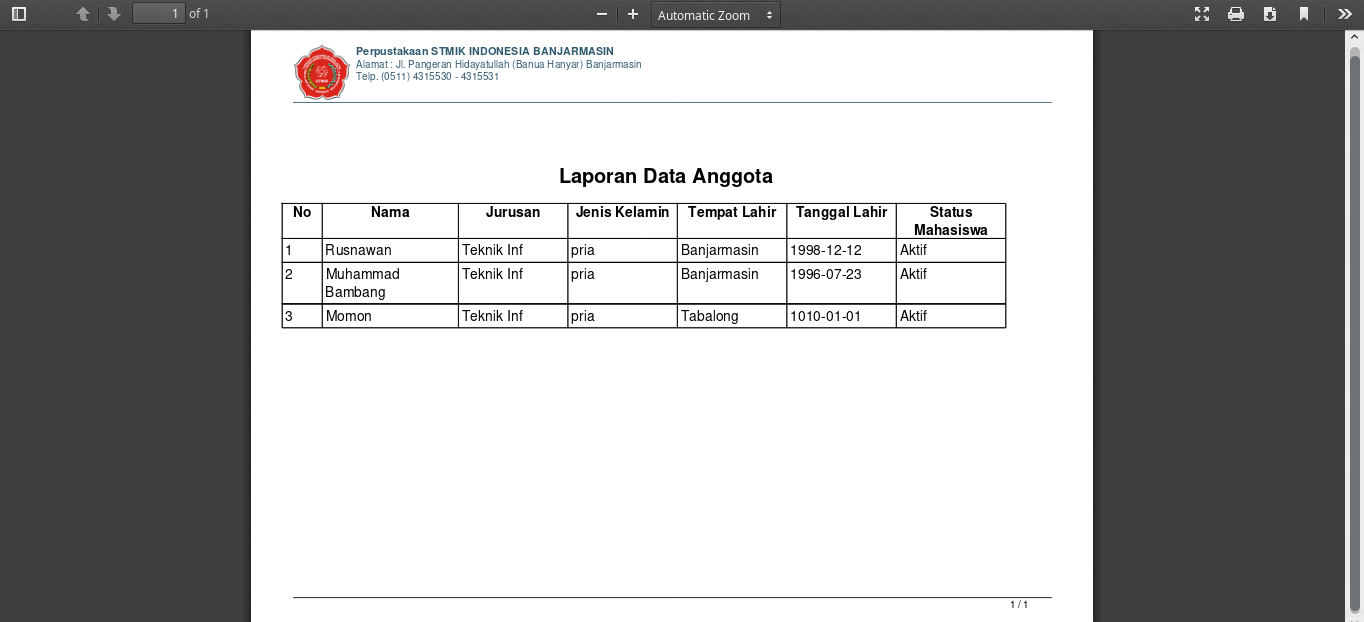 1 of 1
Automatic Zoom
Perpustakaan STMIK INDONESIA BANJARMASIN
Alamat : Jl. Pangeran Hidayatullah (Banua Hanyar) Banjarmasin
Telp. (0511) 4315530 - 4315531
STMIK
Laporan Data Anggota
No Nama Jurusan Jenis Kelamin Tempat Lahir Tanggal Lahir Status
Mahasiswa
1 Rusnawan Teknik Inf pria Banjarmasin 1998-12-12 Aktif
2 Muhammad Teknik Inf pria Banjarmasin 1996-07-23 Aktif
Bambang
3 Momon Teknik Inf pria Tabalong 1010-01-01 Aktif
1 / 1